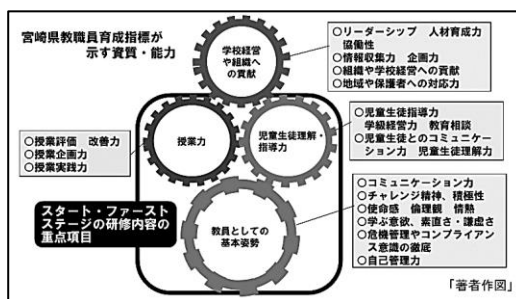 宮崎県教職員育成指標が
示す資質・能力
学校経営
や組織へ
の貢献
○リーダーシップ　人材育成力
協働性
○情報収集力　企画力
○組織や学校経営への貢献
○地域や保護者への対応力
○授業評価　改善力
○授業企画力
○授業実践力
授業力
児童生徒理解・
指導力
○児童生徒指導力
学級経営力　教育相談
○児童生徒とのコミュニケー
ション力　児童生徒理解力
スタート・ファースト
ステージの研修内容の
重点項目
教員としての
基本姿勢
○コミュニケーション力
○チャレンジ精神、積極性
○使命感　倫理観　情熱
○学ぶ意欲、素直さ・謙虚さ
○危機管理やコンプライアン
ス意識の徹底
○自己管理力
「著者作図」